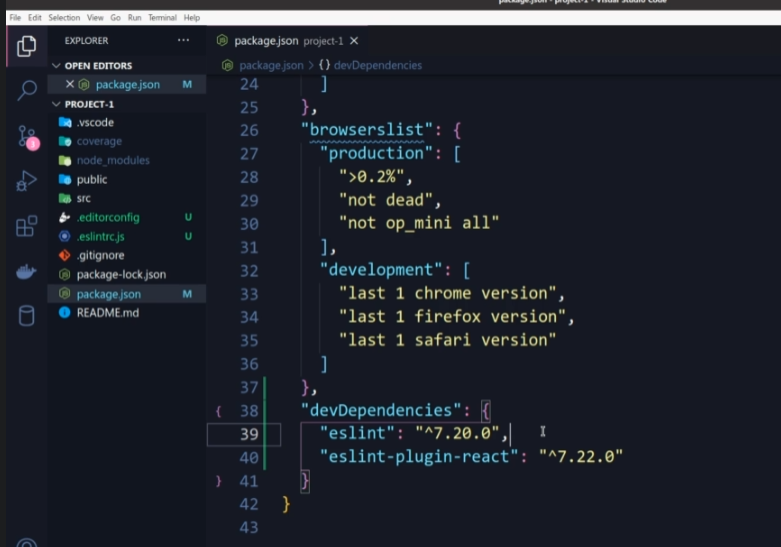 package.json - project-1 - Visual Studio Code
File Edit Selection View Go Run Terminal Help
EXPLORER
OPEN EDITORS
package.json M
PROJECT-1
.vscode
coverage
node_modules
public
src
.editorconfig U
.eslintrc.js U
.gitignore
package-lock.json
package.json M
README.md
package.json project-1
package.json > {} devDependencies
24 ]
25 },
26 "browserslist": {
27 "production": [
28 ">0.2%",
29 "not dead",
30 "not op_mini all"
31 ],
32 "development": [
33 "last 1 chrome version",
34 "last 1 firefox version",
35 "last 1 safari version"
36 ]
37 },
38 "devDependencies": {
39 "eslint": "^7.20.0",
40 "eslint-plugin-react": "^7.22.0"
41 }
42 }
43